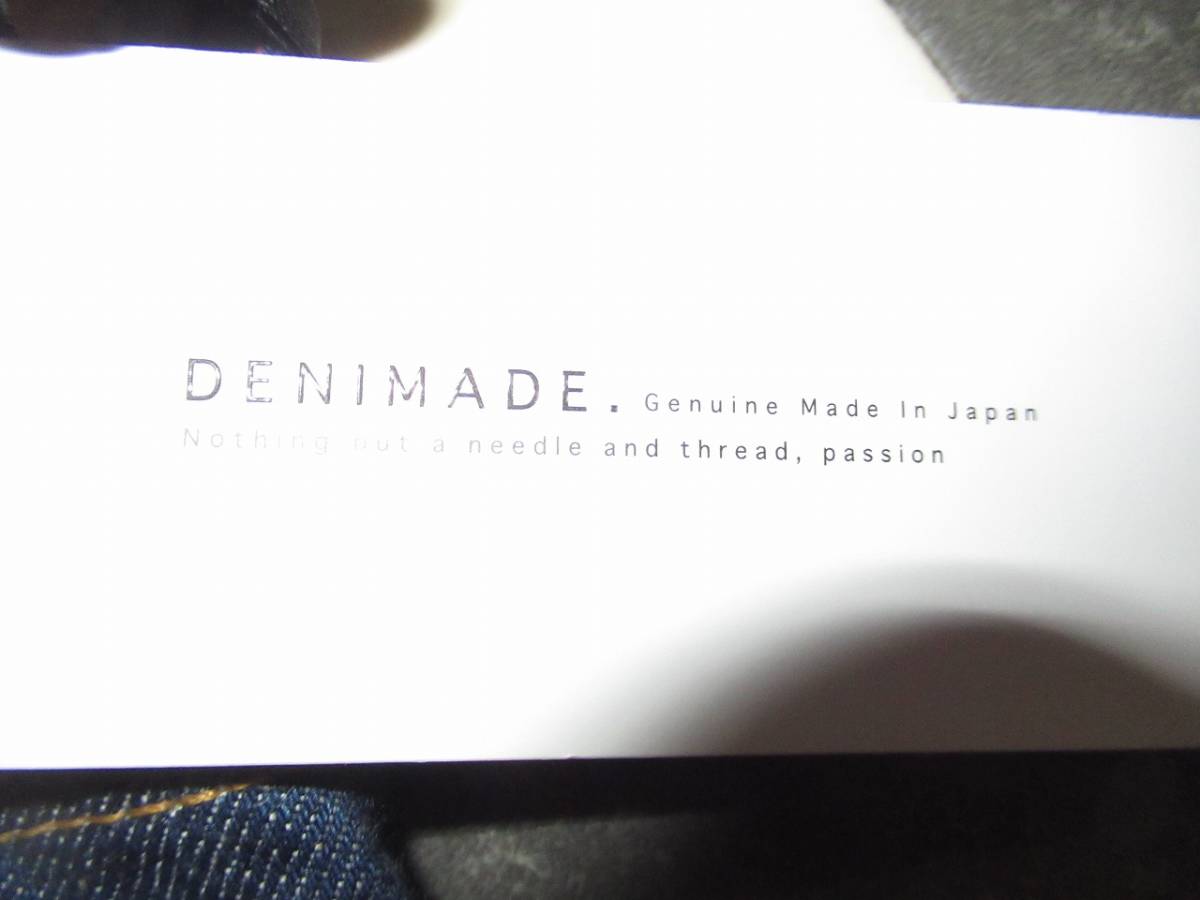 DENIMADE. Genuine Made In Japan
Nothing but a needle and thread, passion